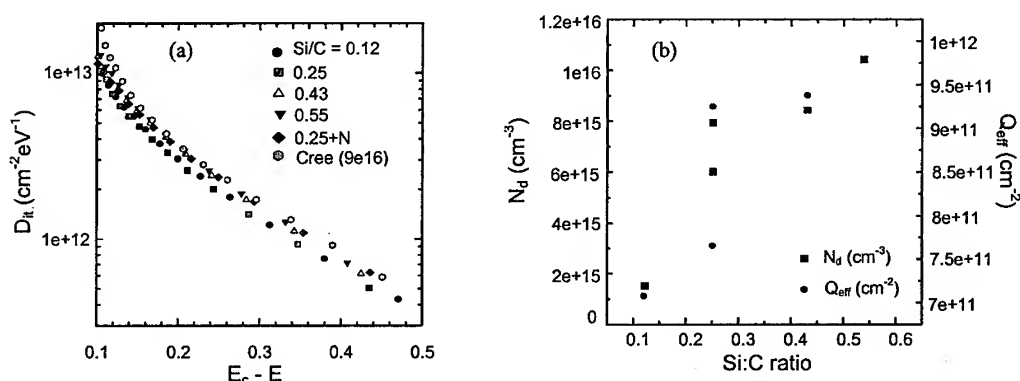 (a)
Si/C = 0.12
0.25
0.43
0.55
0.25+N
Cree (9e16)
1e+13
1e+12
Dit.(cm-2eV-1)
0.1 0.2 0.3 0.4 0.5
Ec - E
(b)
1.2e+16
1e+16
8e+15
6e+15
4e+15
2e+15
0
Nd (cm-3)
1e+12
9.5e+11
9e+11
8.5e+11
8e+11
7.5e+11
7e+11
Qeff (cm-2)
Nd (cm-3)
Qeff (cm-2)
0.1 0.2 0.3 0.4 0.5 0.6
Si:C ratio